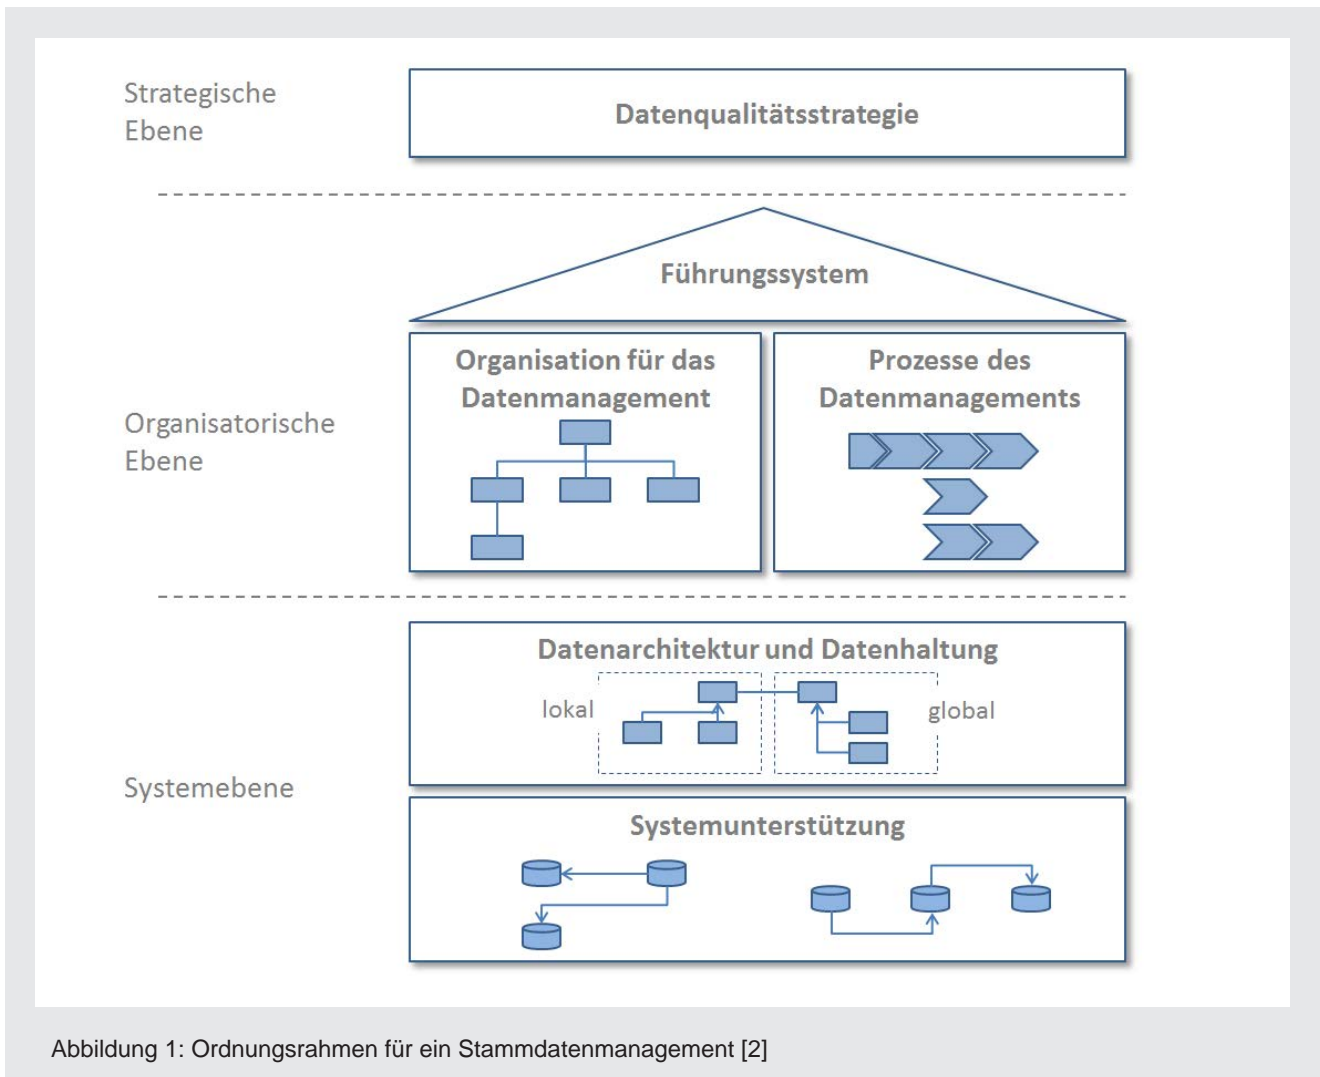 Strategische
Ebene
Datenqualitätsstrategie
Führungssystem
Organisatorische
Ebene
Organisation für das
Datenmanagement
Prozesse des
Datenmanagements
Systemebene
Datenarchitektur und Datenhaltung
lokal
global
Systemunterstützung
Abbildung 1: Ordnungsrahmen für ein Stammdatenmanagement [2]